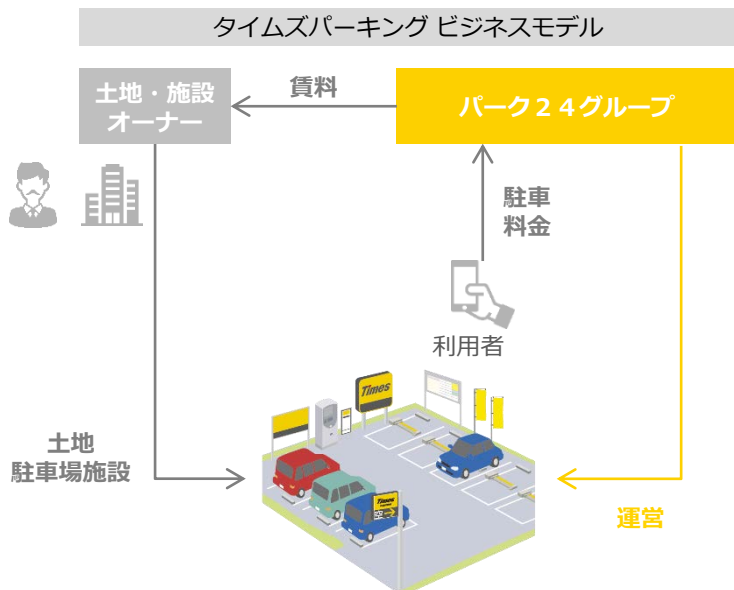 タイムズパーキング ビジネスモデル
土地・施設
オーナー
賃料
パーク２４グループ
駐車
料金
利用者
土地
駐車場施設
Times
Times
運営